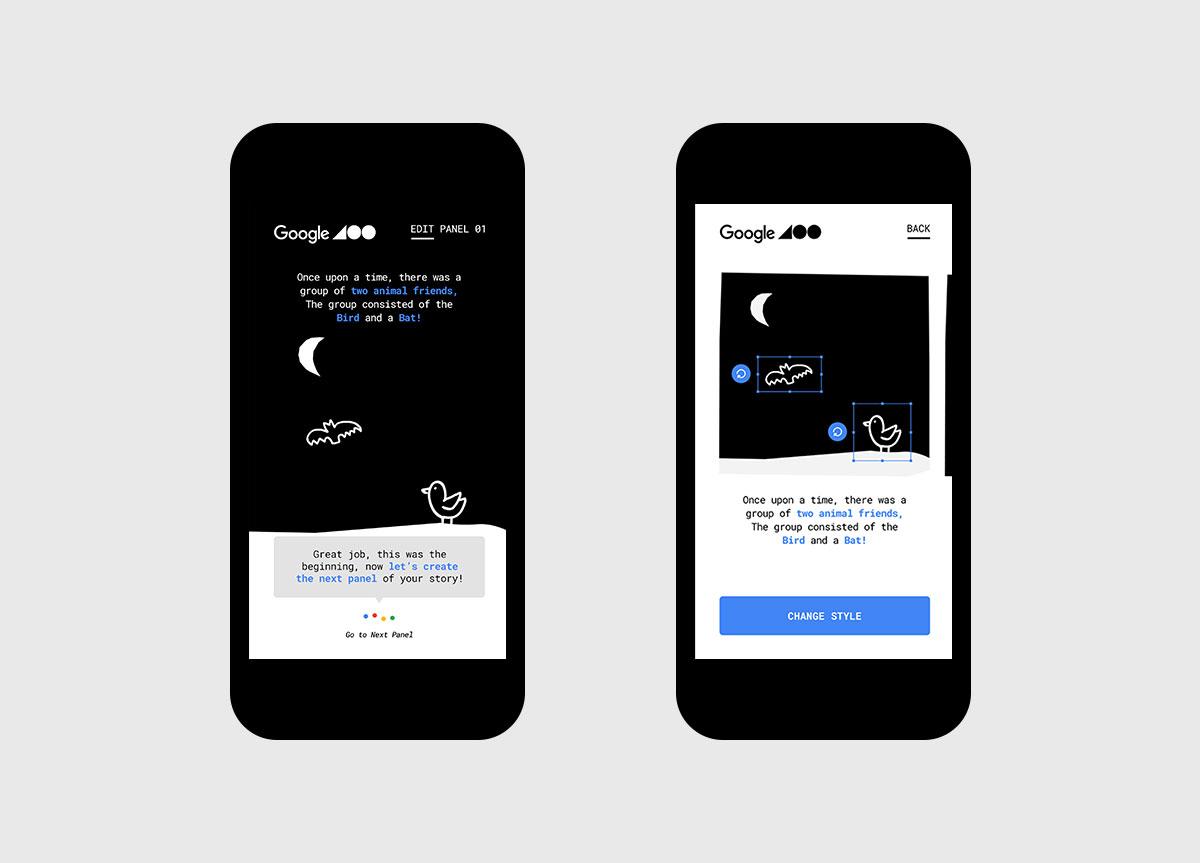 Google
EDIT PANEL 01
Once upon a time, there was a
group of two animal friends,
The group consisted of the
Bird and a Bat!
Great job, this was the
beginning, now let's create
the next panel of your story!
Go to Next Panel
Google
BACK
Once upon a time, there was a
group of two animal friends,
The group consisted of the
Bird and a Bat!
CHANGE STYLE